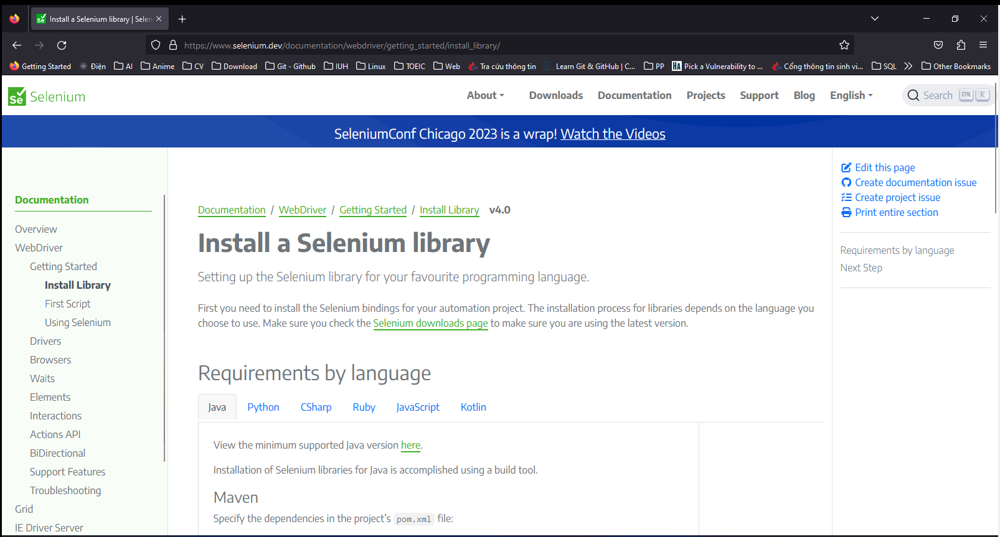 Install a Selenium library | Selen
https://www.selenium.dev/documentation/webdriver/getting_started/install_library/
Getting Started Điện AI Anime CV Download Git - Github IUH Linux TOEIC Web Tra cứu thông tin Learn Git & GitHub | C... PP HA Pick a Vulnerability to ... Cổng thông tin sinh vi... SQL Other Bookmarks
Se Selenium About Downloads Documentation Projects Support Blog English Search CTRL K
SeleniumConf Chicago 2023 is a wrap! Watch the Videos
Documentation
Overview
WebDriver
Getting Started
Install Library
First Script
Using Selenium
Drivers
Browsers
Waits
Elements
Interactions
Actions API
BiDirectional
Support Features
Troubleshooting
Grid
IE Driver Server
Documentation / WebDriver / Getting Started / Install Library v4.0
Install a Selenium library
Setting up the Selenium library for your favourite programming language.
First you need to install the Selenium bindings for your automation project. The installation process for libraries depends on the language you
choose to use. Make sure you check the Selenium downloads page to make sure you are using the latest version.
Requirements by language
Java Python CSharp Ruby JavaScript Kotlin
View the minimum supported Java version here.
Installation of Selenium libraries for Java is accomplished using a build tool.
Maven
Specify the dependencies in the project's pom.xml file:
Edit this page
Create documentation issue
Create project issue
Print entire section
Requirements by language
Next Step